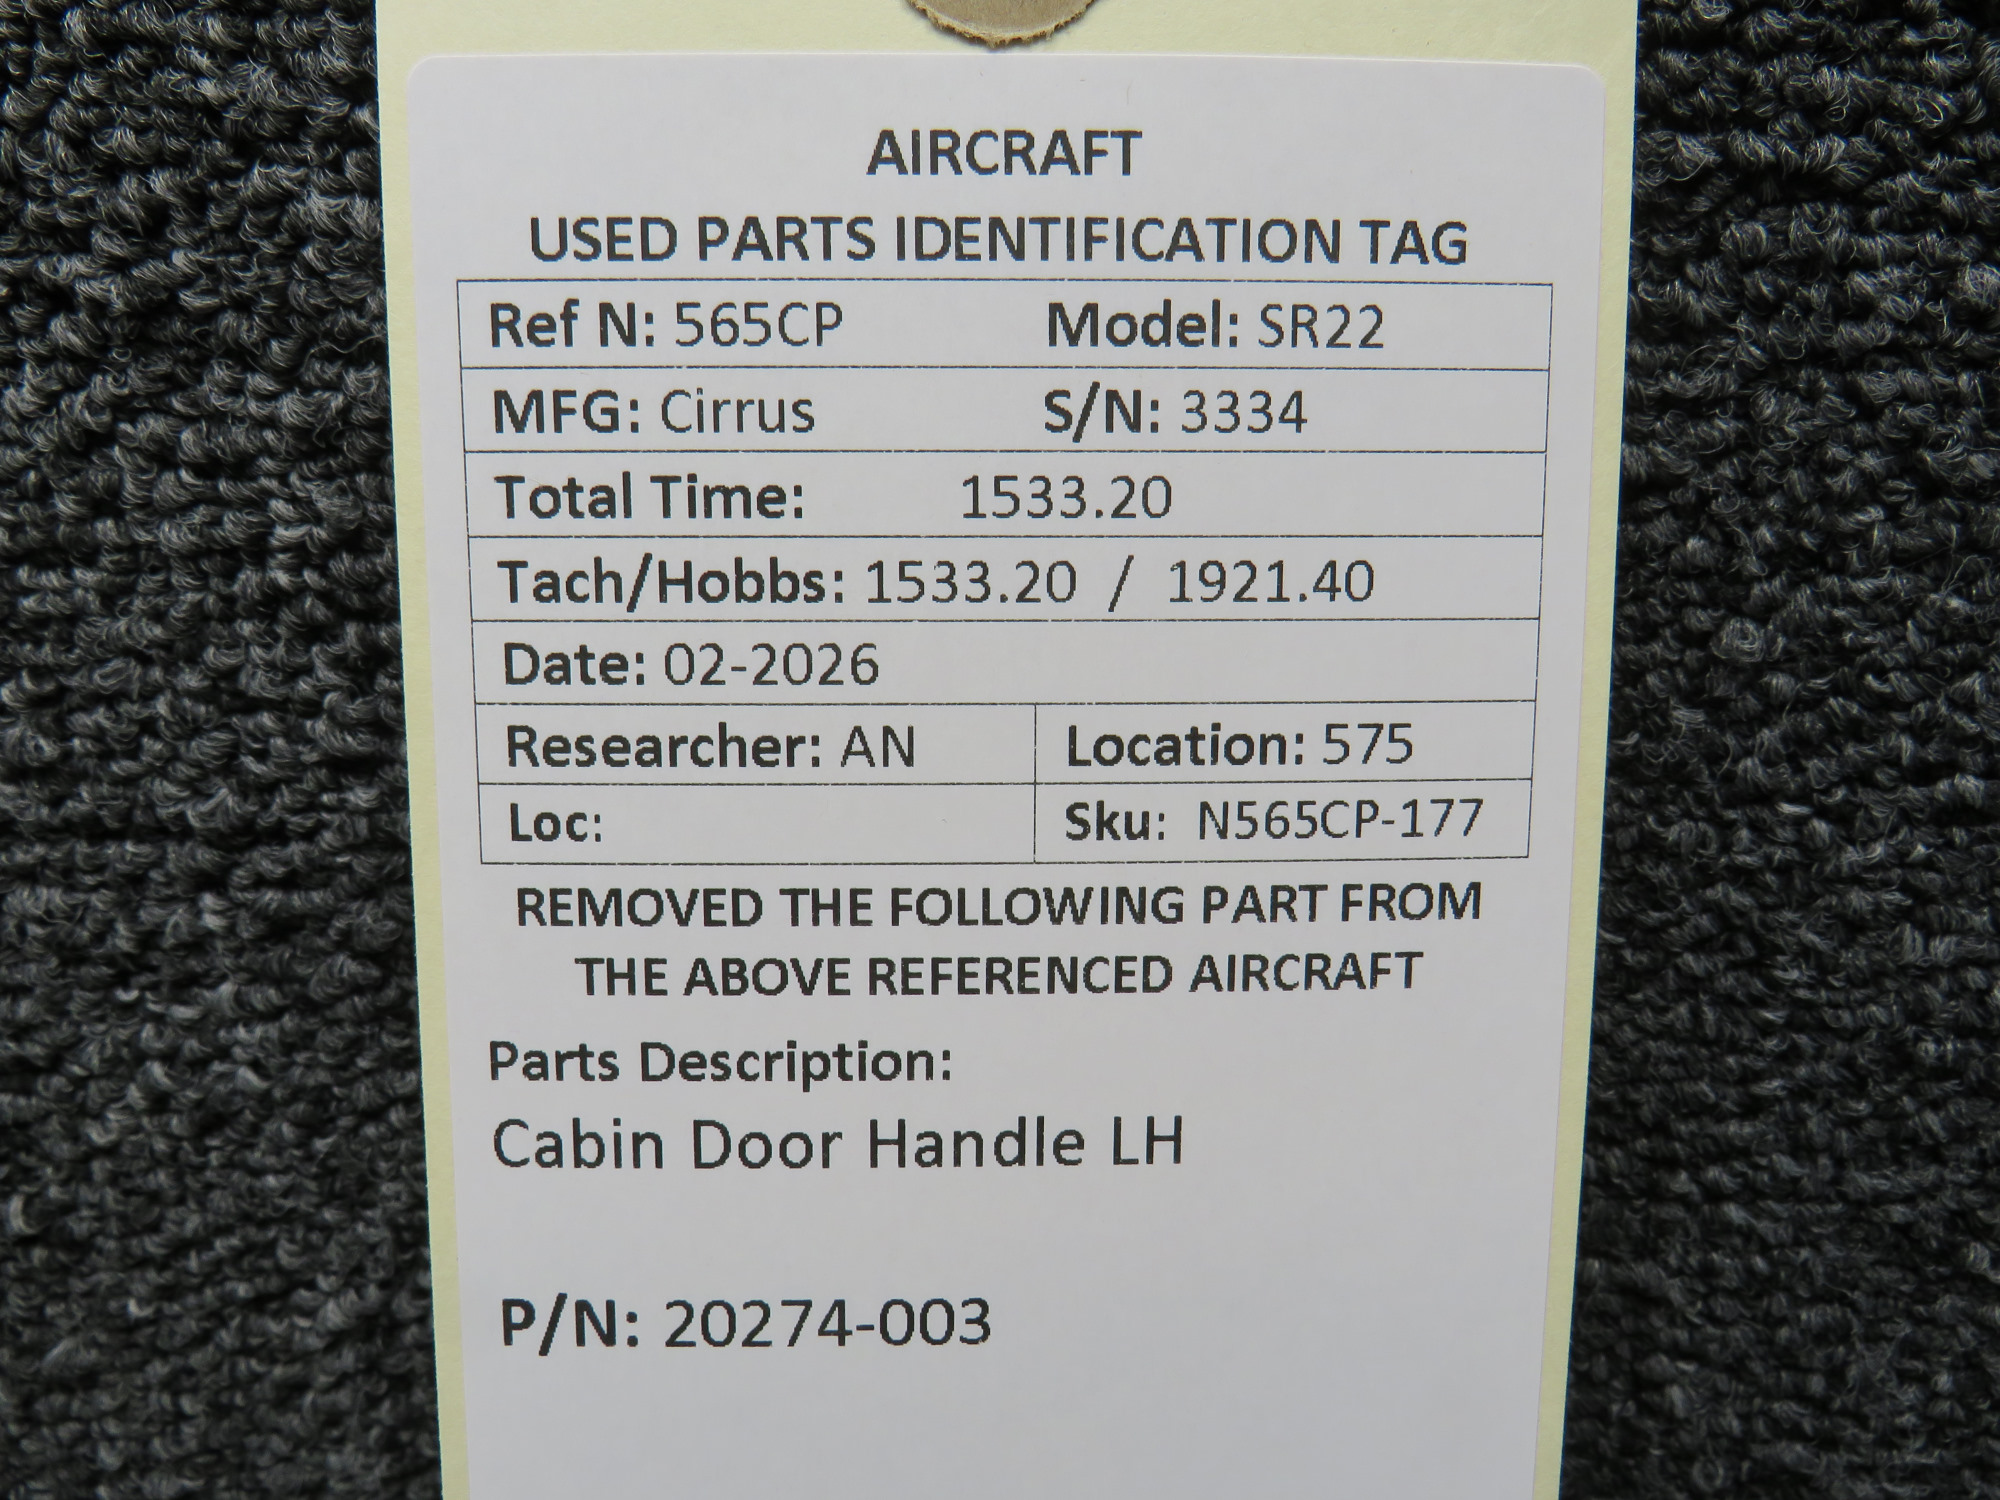 AIRCRAFT
USED PARTS IDENTIFICATION TAG
Ref N: 565CP Model: SR22
MFG: Cirrus S/N: 3334
Total Time: 1533.20
Tach/Hobbs: 1533.20 / 1921.40
Date: 02-2026
Researcher: AN Location: 575
Loc: Sku: N565CP-177
REMOVED THE FOLLOWING PART FROM
THE ABOVE REFERENCED AIRCRAFT
Parts Description:
Cabin Door Handle LH
P/N: 20274-003